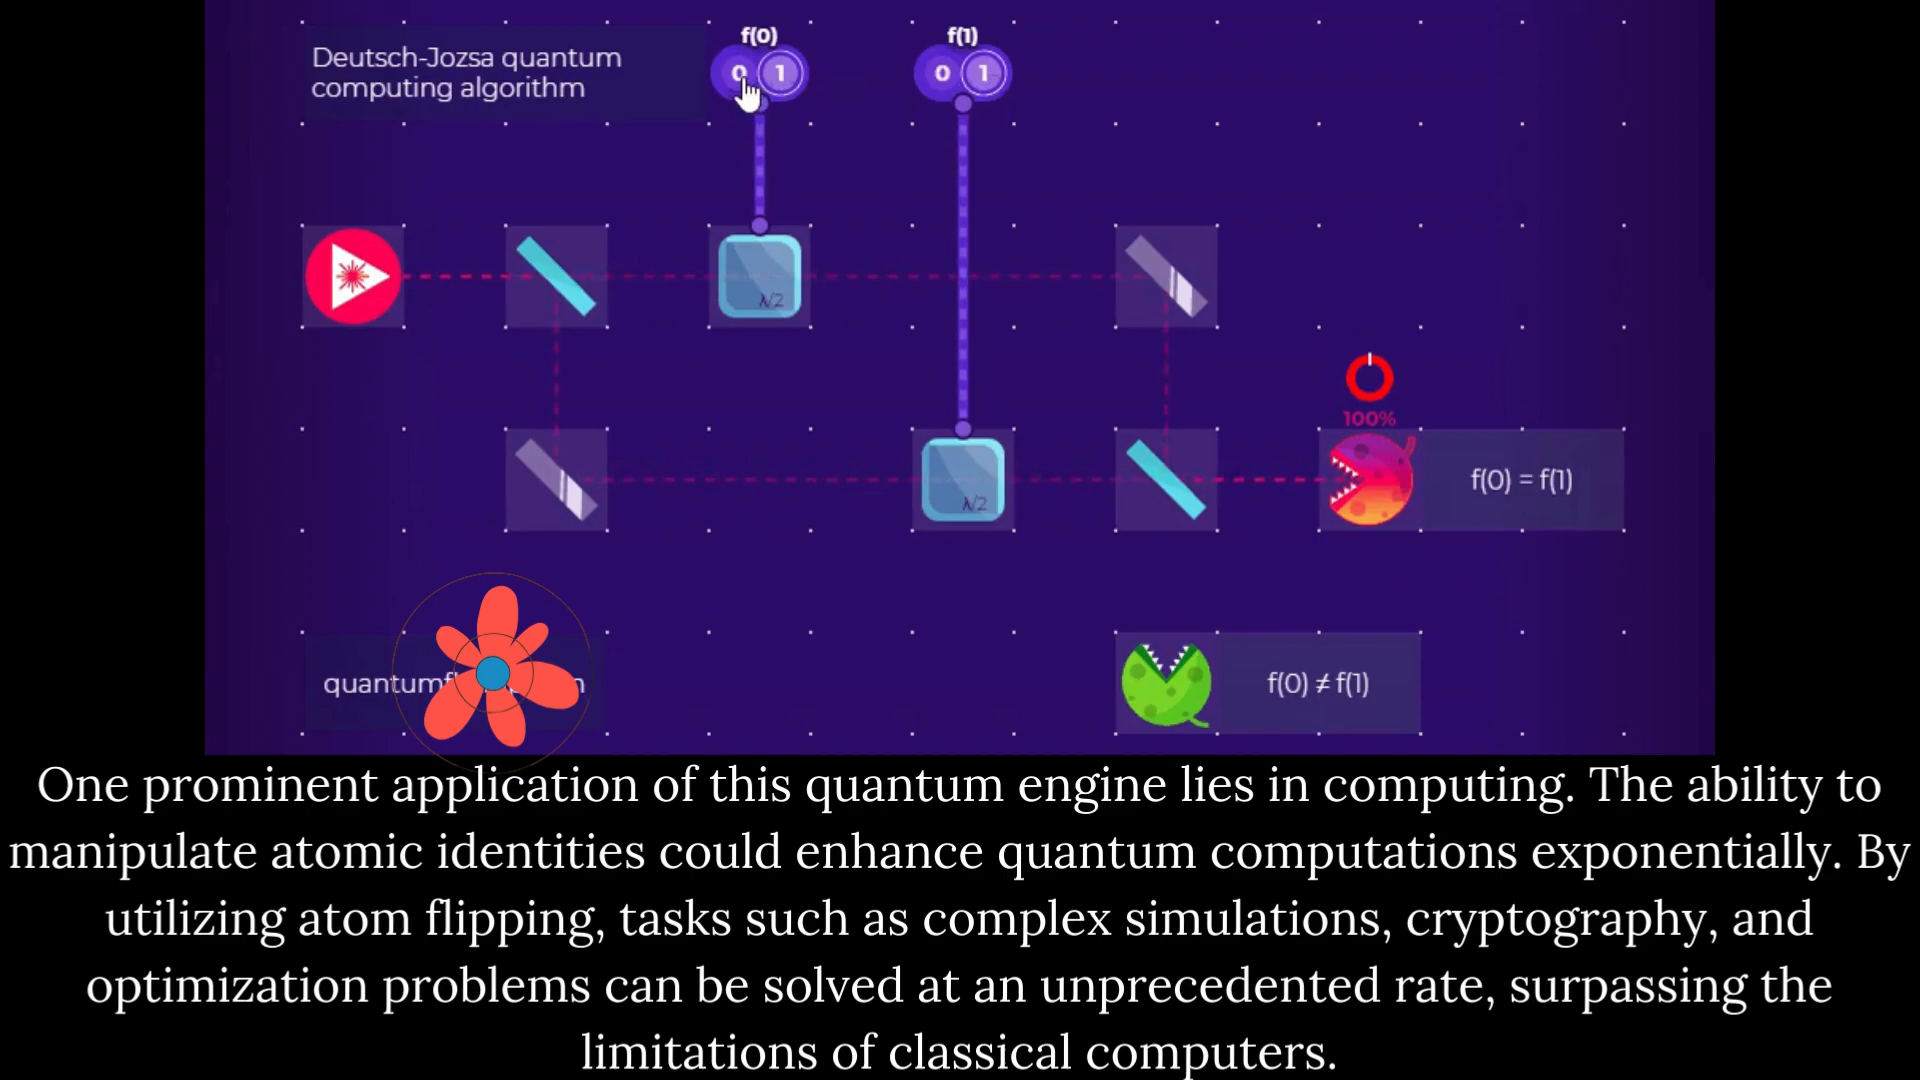 f(0)
f(1)
Deutsch-Jozsa quantum
computing algorithm
0 1
0 1
λ/2
100%
λ/2
f(0) = f(1)
f(0) ≠ f(1)
One prominent application of this quantum engine lies in computing. The ability to
manipulate atomic identities could enhance quantum computations exponentially. By
utilizing atom flipping, tasks such as complex simulations, cryptography, and
optimization problems can be solved at an unprecedented rate, surpassing the
limitations of classical computers.